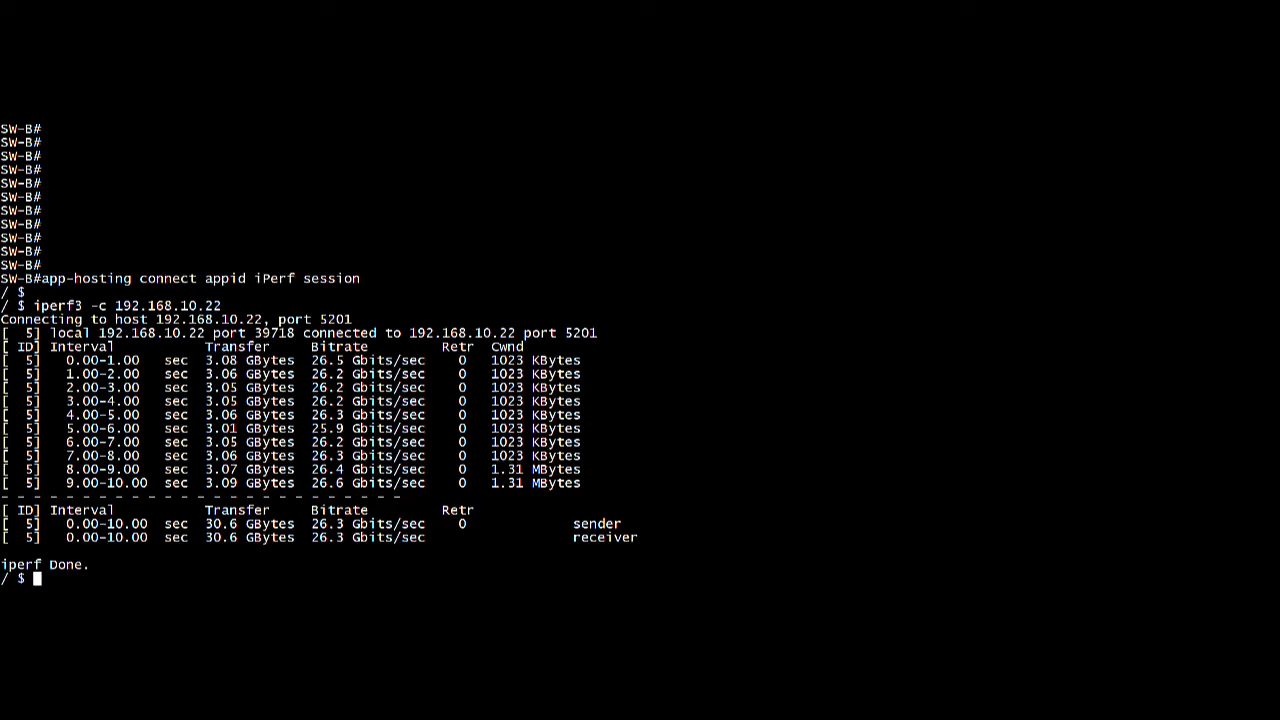 SW-B#
SW-B#
SW-B#
SW-B#
SW-B#
SW-B#
SW-B#
SW-B#
SW-B#
SW-B#
SW-B#
SW-B#app-hosting connect appid iPerf session
/ $
/ $ iperf3 -c 192.168.10.22
Connecting to host 192.168.10.22, port 5201
[  5] local 192.168.10.22 port 39718 connected to 192.168.10.22 port 5201
[ ID] Interval           Transfer     Bitrate         Retr  Cwnd
[  5]   0.00-1.00   sec  3.08 GBytes  26.5 Gbits/sec    0   1023 KBytes
[  5]   1.00-2.00   sec  3.06 GBytes  26.2 Gbits/sec    0   1023 KBytes
[  5]   2.00-3.00   sec  3.05 GBytes  26.2 Gbits/sec    0   1023 KBytes
[  5]   3.00-4.00   sec  3.05 GBytes  26.2 Gbits/sec    0   1023 KBytes
[  5]   4.00-5.00   sec  3.06 GBytes  26.3 Gbits/sec    0   1023 KBytes
[  5]   5.00-6.00   sec  3.01 GBytes  25.9 Gbits/sec    0   1023 KBytes
[  5]   6.00-7.00   sec  3.05 GBytes  26.2 Gbits/sec    0   1023 KBytes
[  5]   7.00-8.00   sec  3.06 GBytes  26.3 Gbits/sec    0   1023 KBytes
[  5]   8.00-9.00   sec  3.07 GBytes  26.4 Gbits/sec    0   1.31 MBytes
[  5]   9.00-10.00  sec  3.09 GBytes  26.6 Gbits/sec    0   1.31 MBytes
- - - - - - - - - - - - - - - - - - - - - - - - -
[ ID] Interval           Transfer     Bitrate         Retr
[  5]   0.00-10.00  sec  30.6 GBytes  26.3 Gbits/sec    0             sender
[  5]   0.00-10.00  sec  30.6 GBytes  26.3 Gbits/sec                  receiver
iperf Done.
/ $